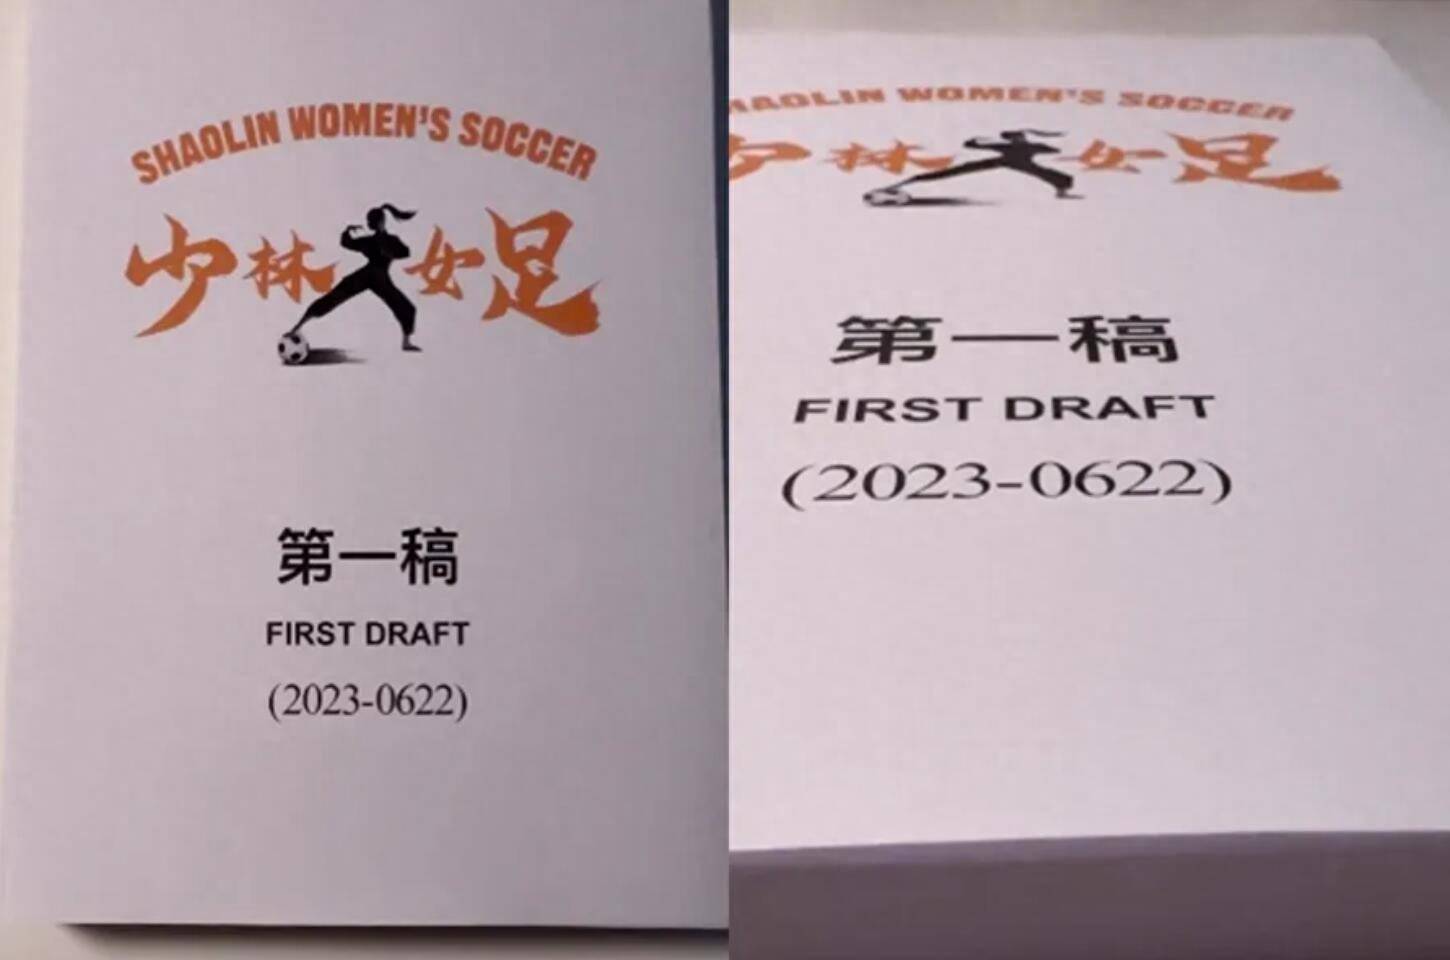 SHAOLIN WOMEN'S SOCCER
少林女足
第一稿
FIRST DRAFT
(2023-0622)
HAOLIN WOMEN'S SOCCER
少林女足
第一稿
FIRST DRAFT
(2023-0622)